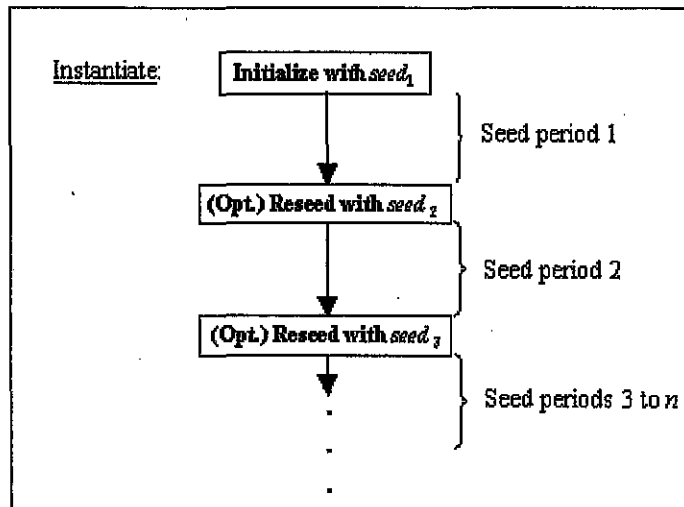 Instantiate:
Initialize with seed₁
Seed period 1
(Opt.) Reseed with seed₂
Seed period 2
(Opt.) Reseed with seed₃
Seed periods 3 to n